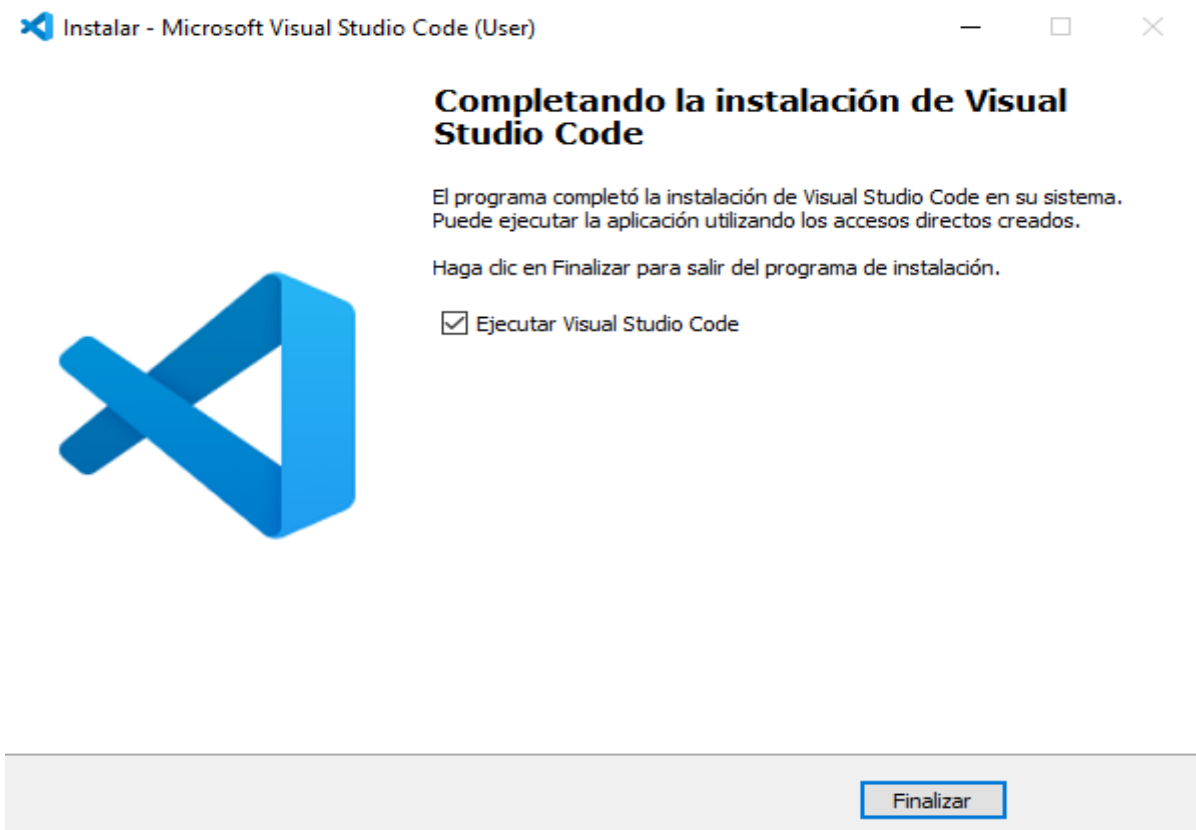 Instalar - Microsoft Visual Studio Code (User)
Completando la instalación de Visual
Studio Code
El programa completó la instalación de Visual Studio Code en su sistema.
Puede ejecutar la aplicación utilizando los accesos directos creados.
Haga clic en Finalizar para salir del programa de instalación.
Ejecutar Visual Studio Code
Finalizar